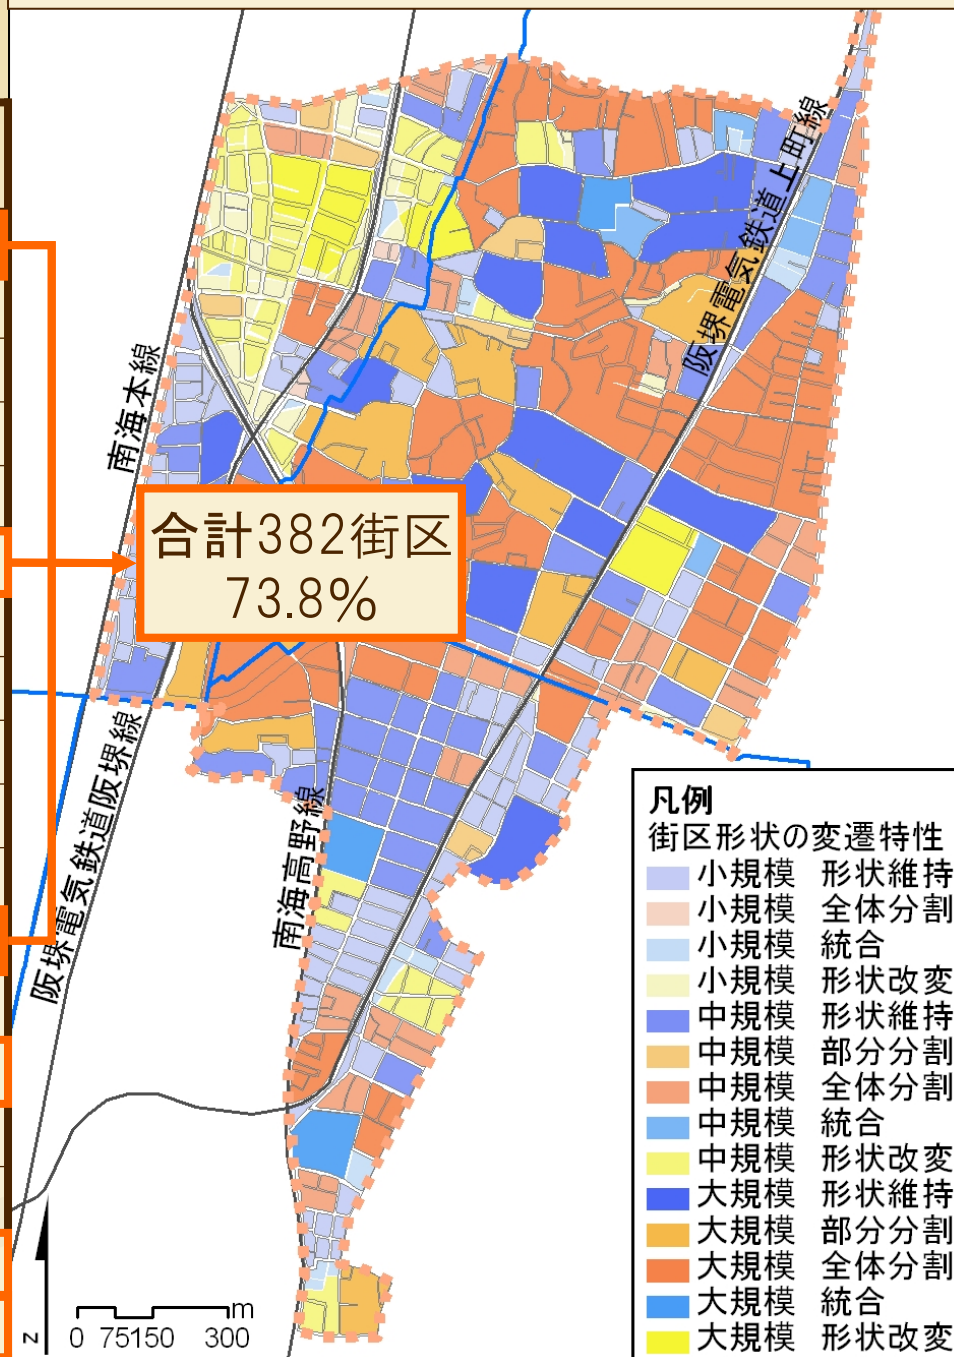 阪堺電気鉄道上町線
南海本線
合計382街区
73.8%
阪堺電気鉄道阪堺線
南海高野線
凡例
街区形状の変遷特性
小規模 形状維持
小規模 全体分割
小規模 統合
小規模 形状改変
中規模 形状維持
中規模 部分分割
中規模 全体分割
中規模 統合
中規模 形状改変
大規模 形状維持
大規模 部分分割
大規模 全体分割
大規模 統合
大規模 形状改変
m
0 75150 300
N